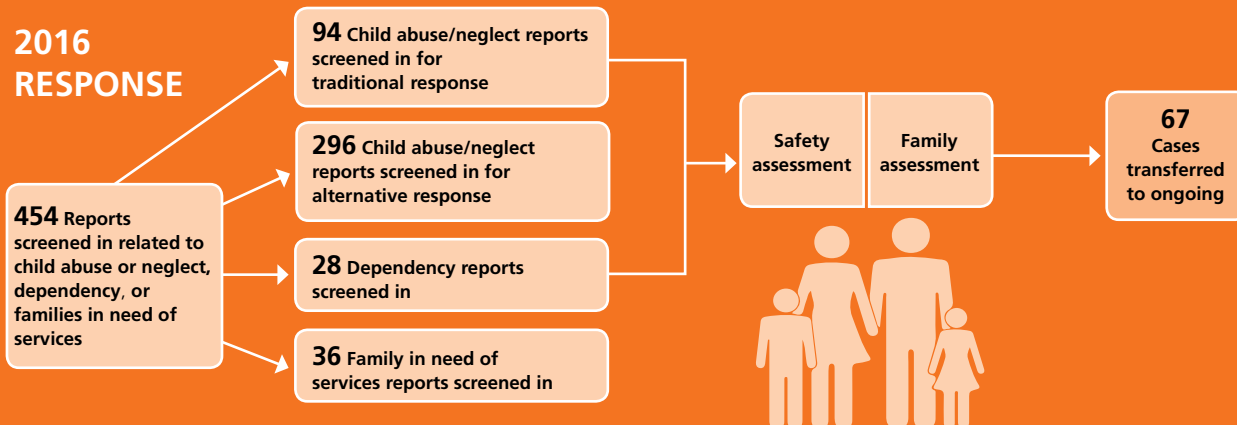 2016
RESPONSE
94 Child abuse/neglect reports
screened in for
traditional response
296 Child abuse/neglect
reports screened in for
alternative response
454 Reports
screened in related to
child abuse or neglect,
dependency, or
families in need of
services
28 Dependency reports
screened in
36 Family in need of
services reports screened in
Safety
assessment
Family
assessment
67
Cases
transferred
to ongoing